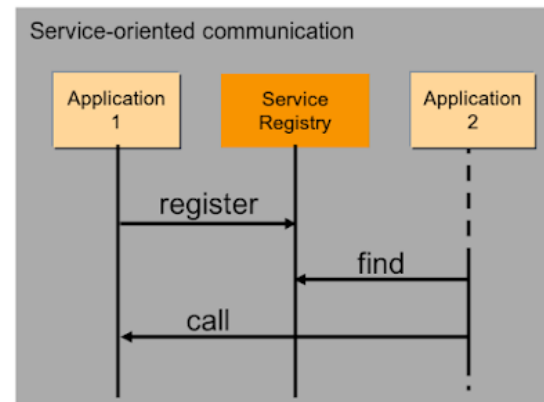 Service-oriented communication
Application
1
Service
Registry
Application
2
register
find
call